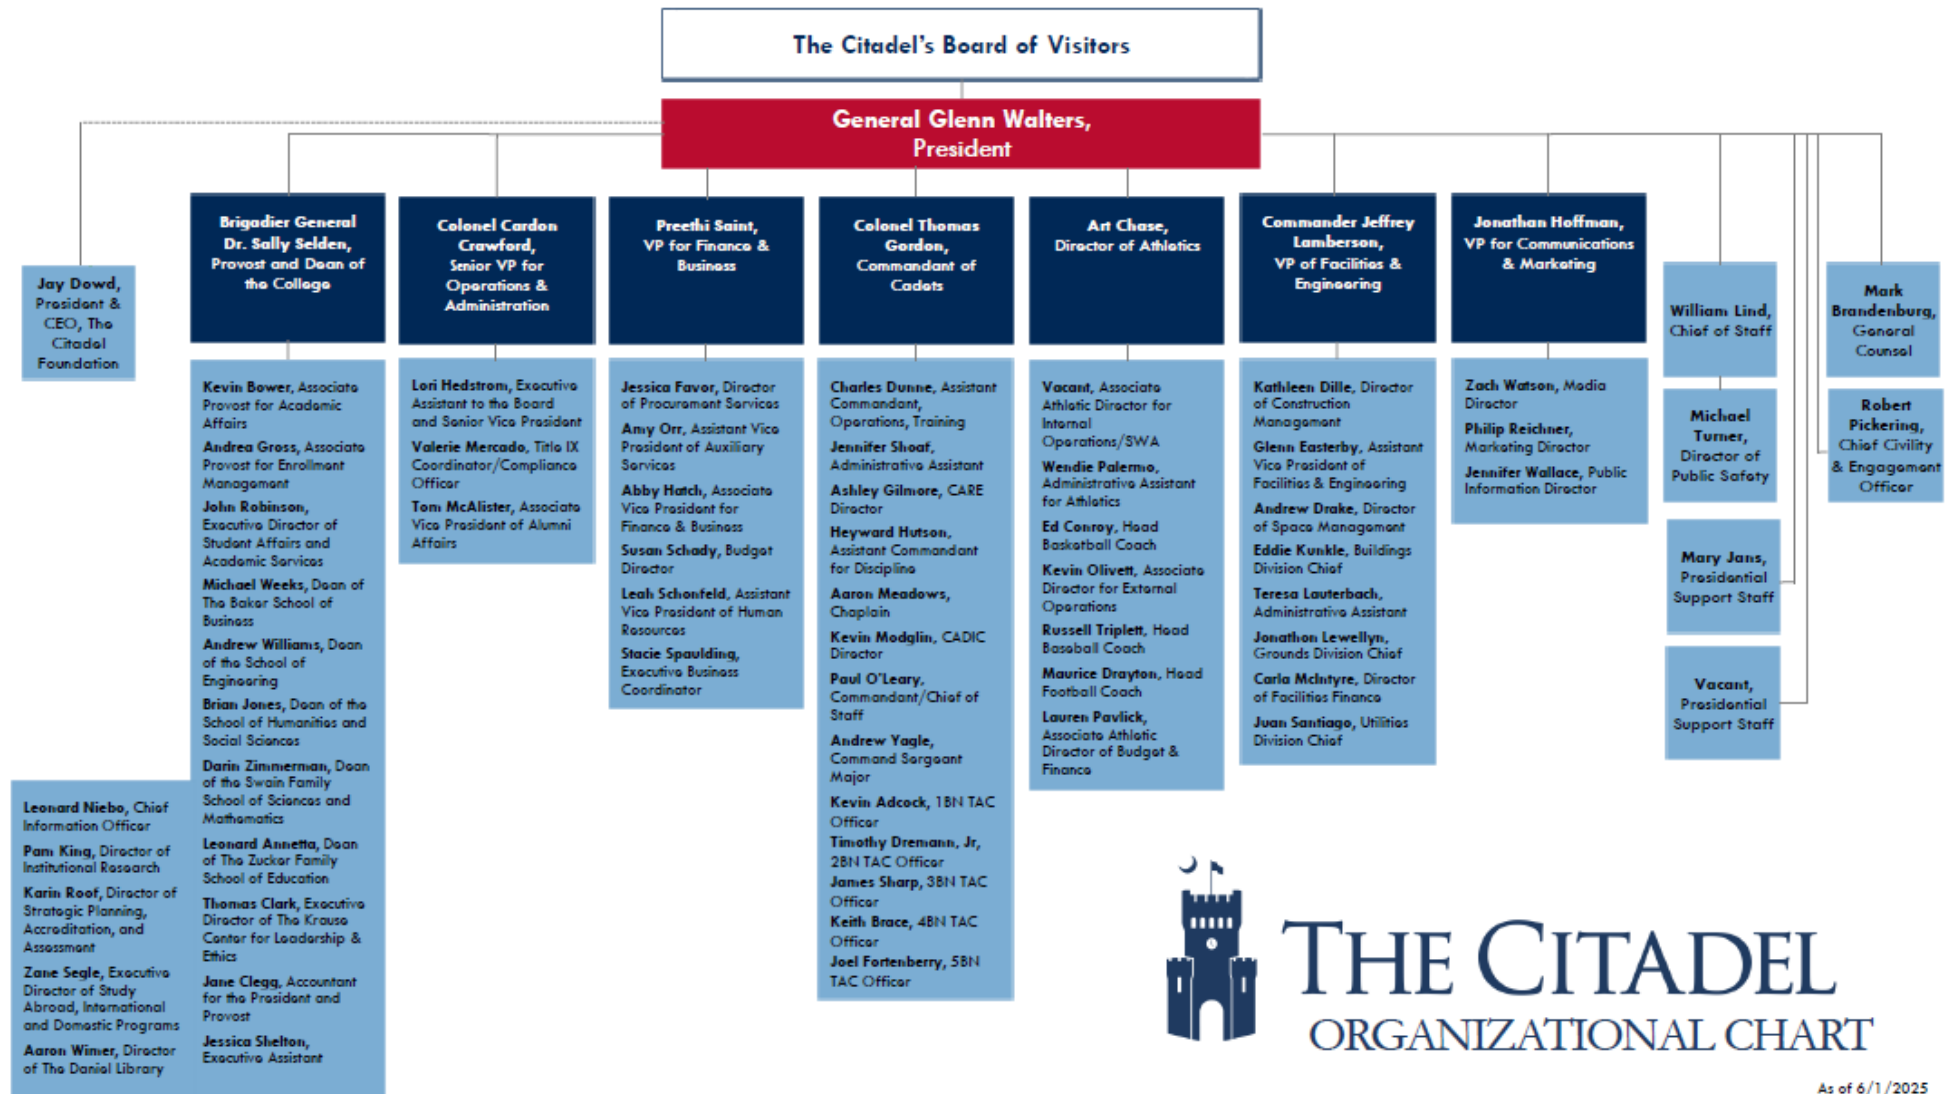 The Citadel's Board of Visitors
General Glenn Walters,
President
Jay Dowd,
President &
CEO, The
Citadel
Foundation
Brigadier General
Dr. Sally Selden,
Provost and Dean of
the College
Kevin Bower, Associate
Provost for Academic
Affairs
Andrea Gross, Associate
Provost for Enrollment
Management
John Robinson,
Executive Director of
Student Affairs and
Academic Services
Michael Weeks, Dean of
The Baker School of
Business
Andrew Williams, Dean
of the School of
Engineering
Brian Jones, Dean of the
School of Humanities and
Social Sciences
Darin Zimmerman, Dean
of the Swain Family
School of Sciences and
Mathematics
Leonard Annetta, Dean
of The Zucker Family
School of Education
Thomas Clark, Executive
Director of The Krause
Center for Leadership &
Ethics
Jane Clegg, Accountant
for the President and
Provost
Jessica Shelton,
Executive Assistant
Leonard Niebo, Chief
Information Officer
Pam King, Director of
Institutional Research
Karin Roof, Director of
Strategic Planning,
Accreditation, and
Assessment
Zane Segle, Executive
Director of Study
Abroad, International
and Domestic Programs
Aaron Wimer, Director
of The Daniel Library
Colonel Cardon
Crawford,
Senior VP for
Operations &
Administration
Lori Hedstrom, Executive
Assistant to the Board
and Senior Vice President
Valerie Mercado, Title IX
Coordinator/Compliance
Officer
Tom McAlister, Associate
Vice President of Alumni
Affairs
Preethi Saint,
VP for Finance &
Business
Jessica Favor, Director
of Procurement Services
Amy Orr, Assistant Vice
President of Auxiliary
Services
Abby Hatch, Associate
Vice President for
Finance & Business
Susan Schady, Budget
Director
Leah Schonfeld, Assistant
Vice President of Human
Resources
Stacie Spaulding,
Executive Business
Coordinator
Colonel Thomas
Gordon,
Commandant of
Cadets
Charles Dunne, Assistant
Commandant,
Operations, Training
Jennifer Shoaf,
Administrative Assistant
Ashley Gilmore, CARE
Director
Heyward Hutson,
Assistant Commandant
for Discipline
Aaron Meadows,
Chaplain
Kevin Modglin, CADIC
Director
Paul O'Leary,
Commandant/Chief of
Staff
Andrew Yagle,
Command Sergeant
Major
Kevin Adcock, 1BN TAC
Officer
Timothy Dremann, Jr,
2BN TAC Officer
James Sharp, 3BN TAC
Officer
Keith Brace, 4BN TAC
Officer
Joel Fortenberry, 5BN
TAC Officer
Art Chase,
Director of Athletics
Vacant, Associate
Athletic Director for
Internal
Operations/SWA
Wendie Palermo,
Administrative Assistant
for Athletics
Ed Conroy, Head
Basketball Coach
Kevin Olivett, Associate
Director for External
Operations
Russell Triplett, Head
Baseball Coach
Maurice Drayton, Head
Football Coach
Lauren Pavlick,
Associate Athletic
Director of Budget &
Finance
Commander Jeffrey
Lamberson,
VP of Facilities &
Engineering
Kathleen Dille, Director
of Construction
Management
Glenn Easterby, Assistant
Vice President of
Facilities & Engineering
Andrew Drake, Director
of Space Management
Eddie Kunkle, Buildings
Division Chief
Teresa Lauterbach,
Administrative Assistant
Jonathon Lewellyn,
Grounds Division Chief
Carla McIntyre, Director
of Facilities Finance
Juan Santiago, Utilities
Division Chief
Jonathan Hoffman,
VP for Communications
& Marketing
Zach Watson, Media
Director
Philip Reichner,
Marketing Director
Jennifer Wallace, Public
Information Director
William Lind,
Chief of Staff
Michael
Turner,
Director of
Public Safety
Mary Jans,
Presidential
Support Staff
Vacant,
Presidential
Support Staff
Mark
Brandenburg,
General
Counsel
Robert
Pickering,
Chief Civility
& Engagement
Officer
THE CITADEL
ORGANIZATIONAL CHART
As of 6/1/2025